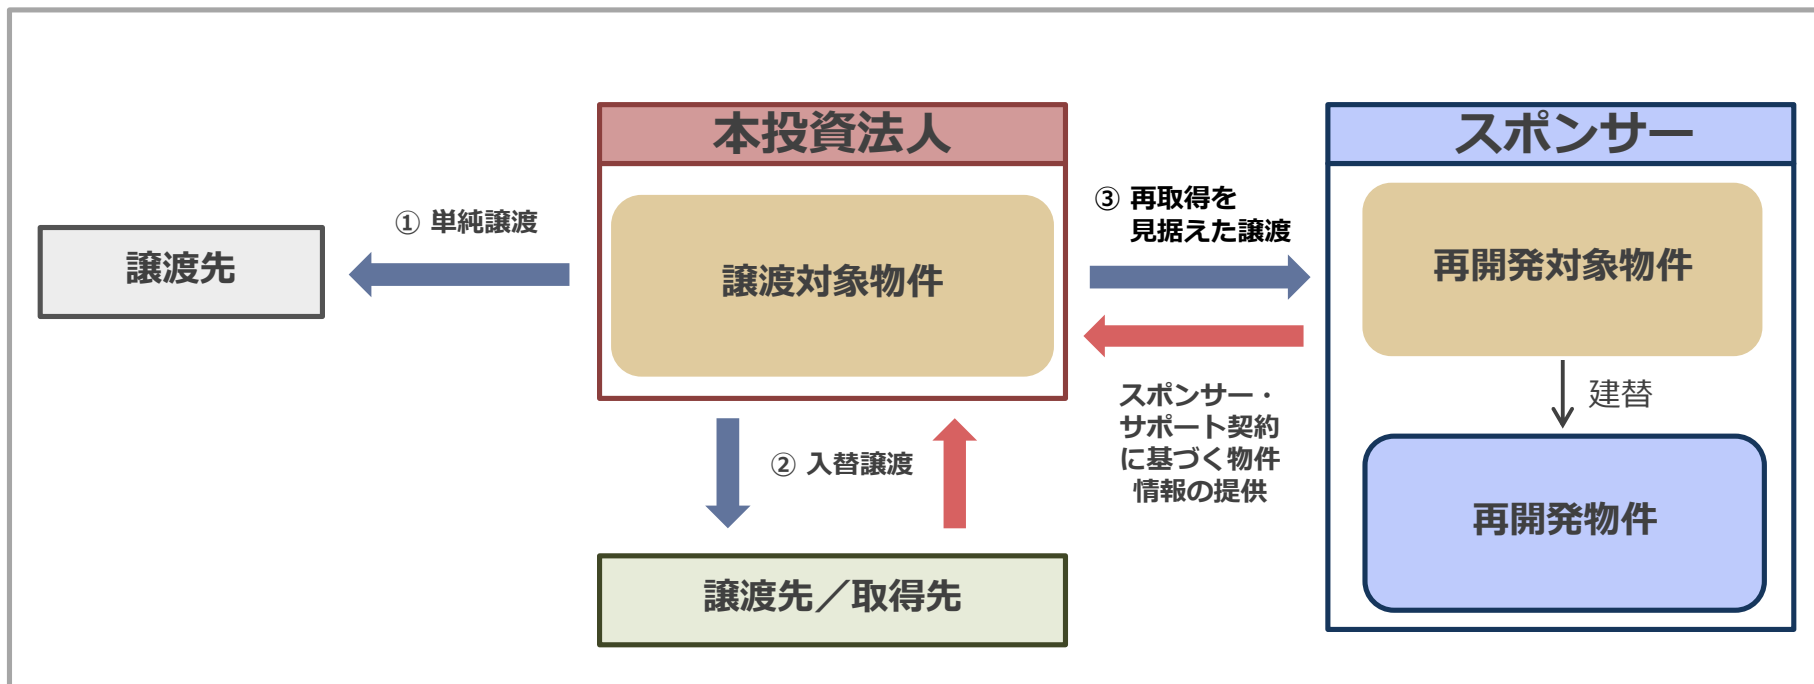 本投資法人
スポンサー
① 単純譲渡
譲渡先
譲渡対象物件
③ 再取得を
見据えた譲渡
再開発対象物件
スポンサー・
サポート契約
に基づく物件
情報の提供
建替
② 入替譲渡
再開発物件
譲渡先／取得先